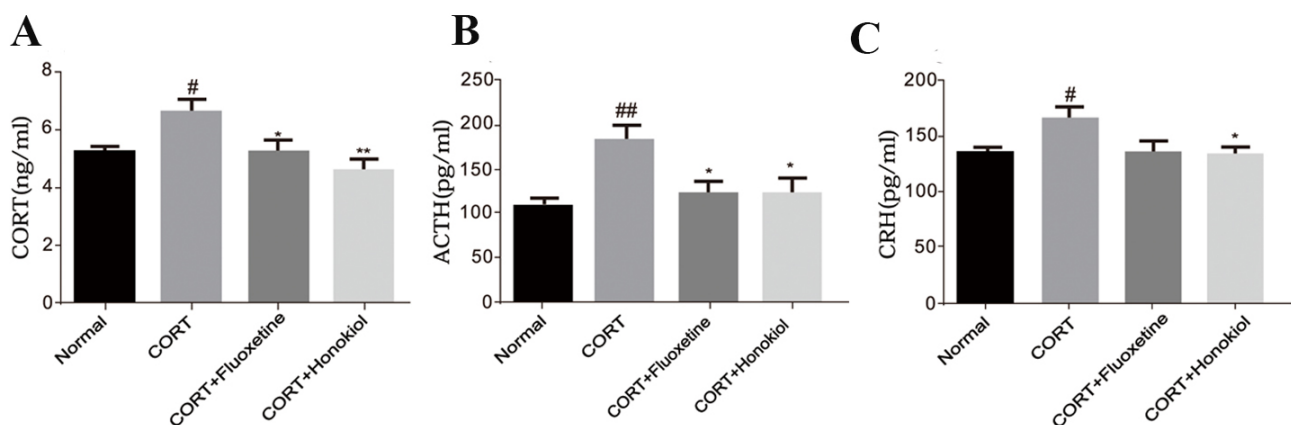 A
CORT(ng/ml)
8
6
4
2
0
#
*
**
Normal
CORT
CORT+Fluoxetine
CORT+Honokiol
B
ACTH(pg/ml)
250
200
150
100
50
0
##
*
*
Normal
CORT
CORT+Fluoxetine
CORT+Honokiol
C
CRH(pg/ml)
200
150
100
50
0
#
*
Normal
CORT
CORT+Fluoxetine
CORT+Honokiol